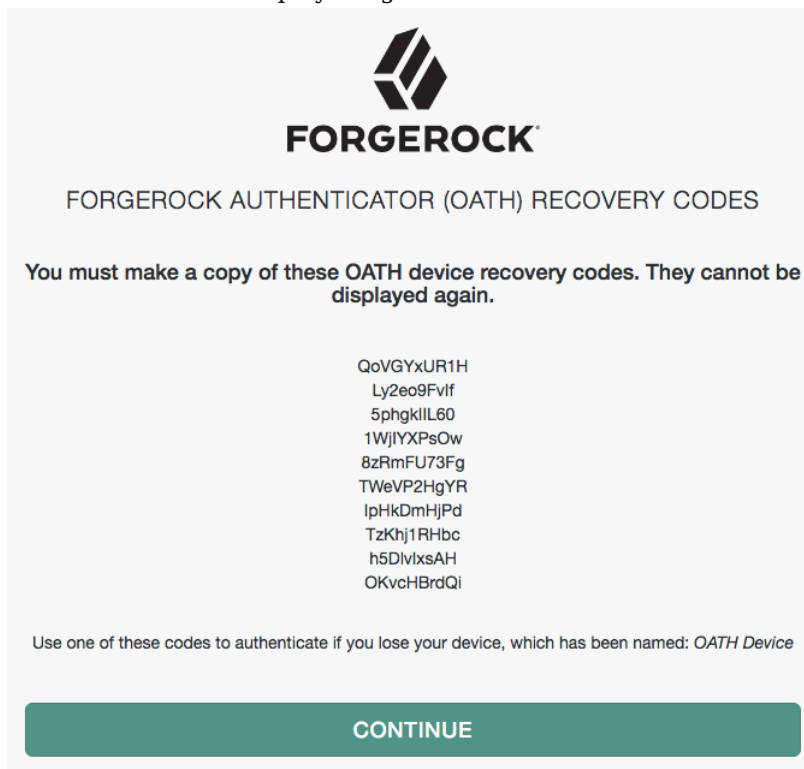 FORGEROCK
FORGEROCK AUTHENTICATOR (OATH) RECOVERY CODES
You must make a copy of these OATH device recovery codes. They cannot be
displayed again.
QoVGYxUR1H
Ly2eo9FvIf
5phgkIIL60
1WjIYXPsOw
8zRmFU73Fg
TWeVP2HgYR
IpHkDmHjPd
TzKhj1RHbc
h5DIvIxsAH
OKvcHBrdQi
Use one of these codes to authenticate if you lose your device, which has been named: OATH Device
CONTINUE